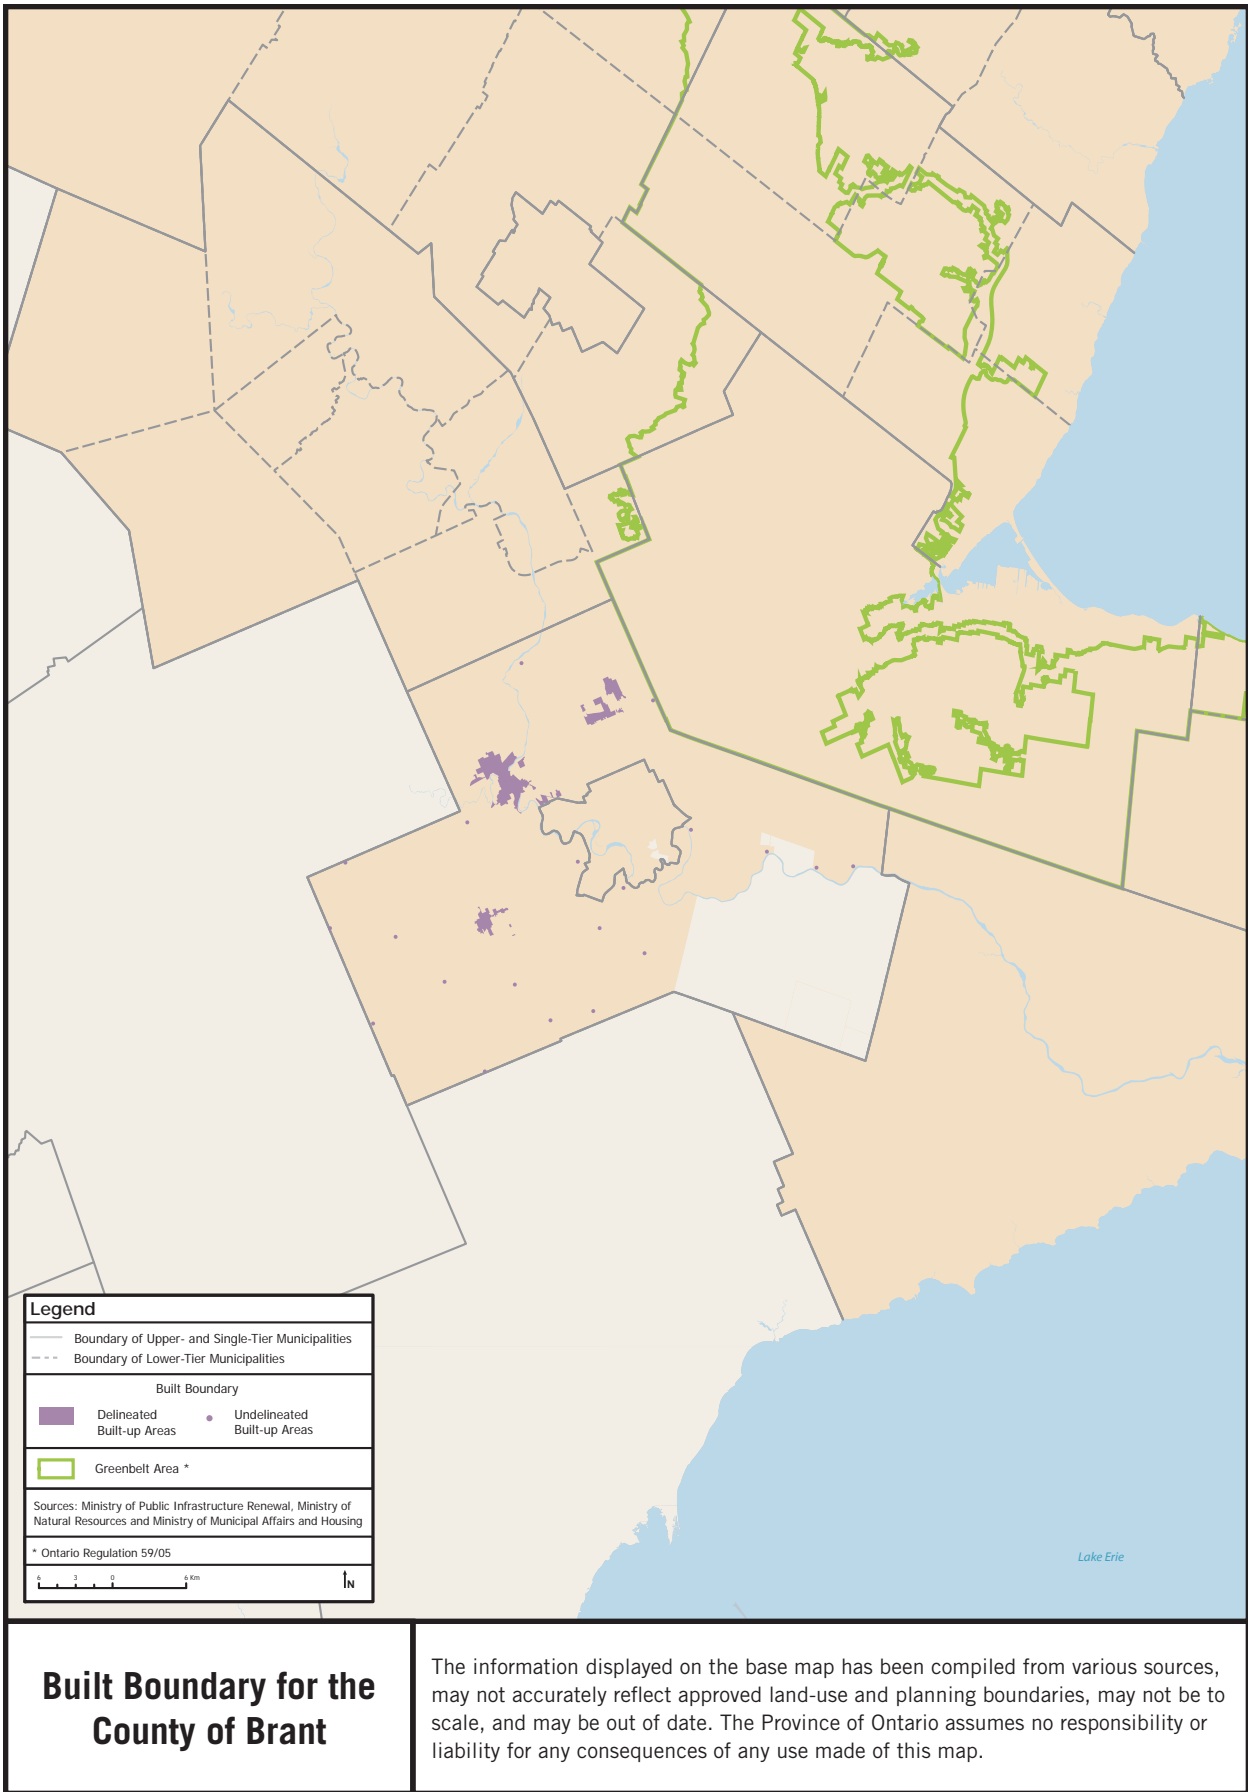 Lake Erie
Legend
Boundary of Upper- and Single-Tier Municipalities
Boundary of Lower-Tier Municipalities
Built Boundary
Delineated
Built-up Areas
Undelineated
Built-up Areas
Greenbelt Area *
Sources: Ministry of Public Infrastructure Renewal, Ministry of
Natural Resources and Ministry of Municipal Affairs and Housing
* Ontario Regulation 59/05
6 3 0 6 Km
N
Built Boundary for the
County of Brant
The information displayed on the base map has been compiled from various sources,
may not accurately reflect approved land-use and planning boundaries, may not be to
scale, and may be out of date. The Province of Ontario assumes no responsibility or
liability for any consequences of any use made of this map.